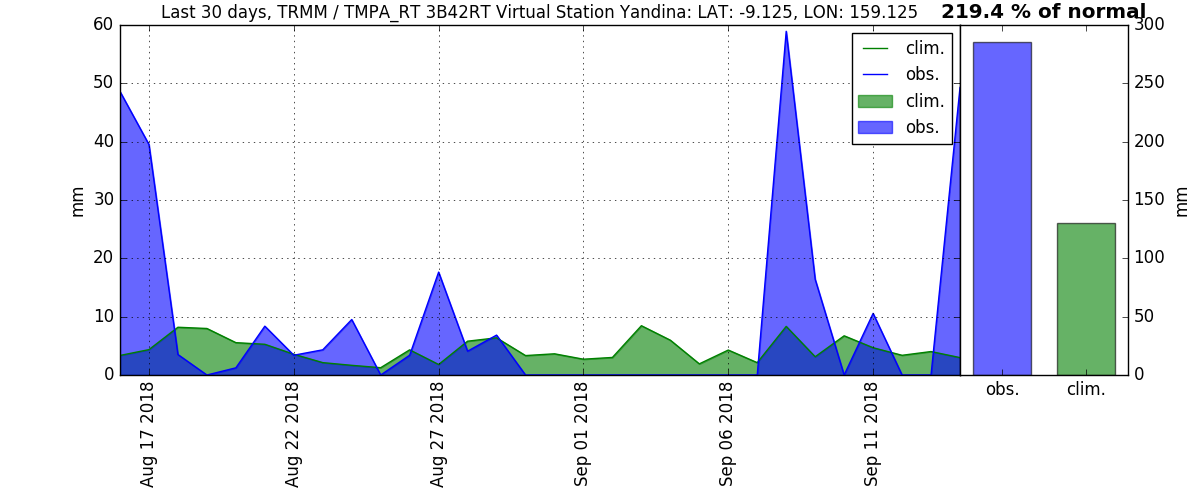 Last 30 days, TRMM / TMPA_RT 3B42RT Virtual Station Yandina: LAT: -9.125, LON: 159.125
219.4 % of normal
60
50
40
30
20
10
0
mm
clim.
obs.
clim.
obs.
300
250
200
150
100
50
0
mm
obs.
clim.
Aug 17 2018
Aug 22 2018
Aug 27 2018
Sep 01 2018
Sep 06 2018
Sep 11 2018